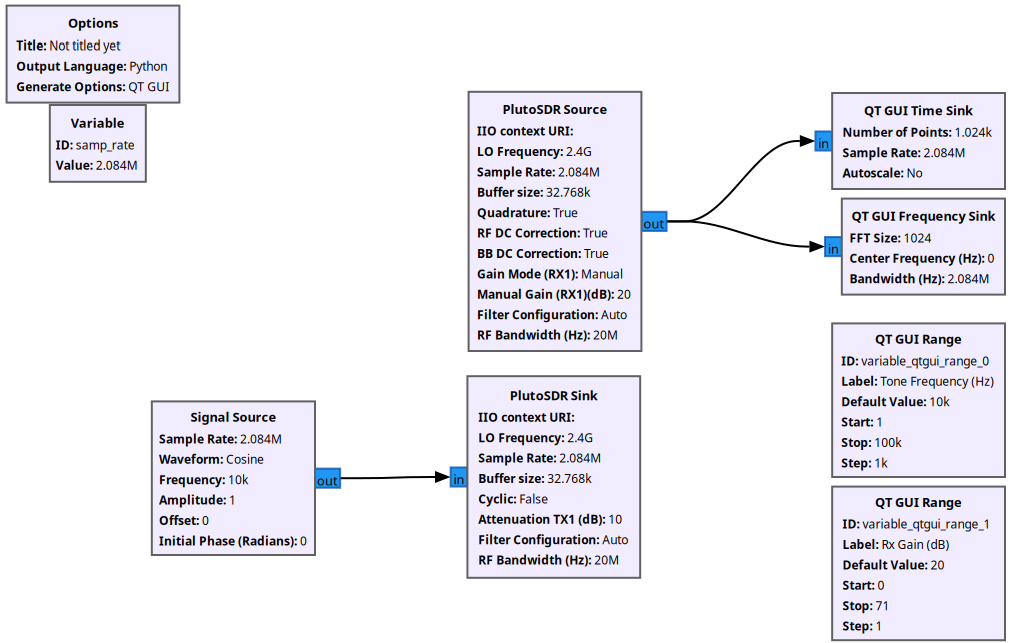 Options
Title: Not titled yet
Output Language: Python
Generate Options: QT GUI
Variable
ID: samp_rate
Value: 2.084M
PlutoSDR Source
IIO context URI:
LO Frequency: 2.4G
Sample Rate: 2.084M
Buffer size: 32.768k
Quadrature: True
RF DC Correction: True
BB DC Correction: True
Gain Mode (RX1): Manual
Manual Gain (RX1)(dB): 20
Filter Configuration: Auto
RF Bandwidth (Hz): 20M
out
in
QT GUI Time Sink
Number of Points: 1.024k
Sample Rate: 2.084M
Autoscale: No
in
QT GUI Frequency Sink
FFT Size: 1024
Center Frequency (Hz): 0
Bandwidth (Hz): 2.084M
Signal Source
Sample Rate: 2.084M
Waveform: Cosine
Frequency: 10k
Amplitude: 1
Offset: 0
Initial Phase (Radians): 0
out
in
PlutoSDR Sink
IIO context URI:
LO Frequency: 2.4G
Sample Rate: 2.084M
Buffer size: 32.768k
Cyclic: False
Attenuation TX1 (dB): 10
Filter Configuration: Auto
RF Bandwidth (Hz): 20M
QT GUI Range
ID: variable_qtgui_range_0
Label: Tone Frequency (Hz)
Default Value: 10k
Start: 1
Stop: 100k
Step: 1k
QT GUI Range
ID: variable_qtgui_range_1
Label: Rx Gain (dB)
Default Value: 20
Start: 0
Stop: 71
Step: 1